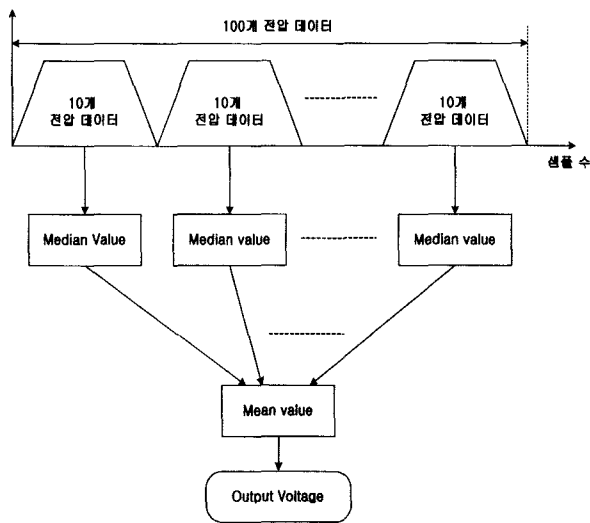 100개 전압 데이터
10개
전압 데이터
10개
전압 데이터
10개
전압 데이터
샘플 수
Median Value
Median value
Median value
Mean value
Output Voltage